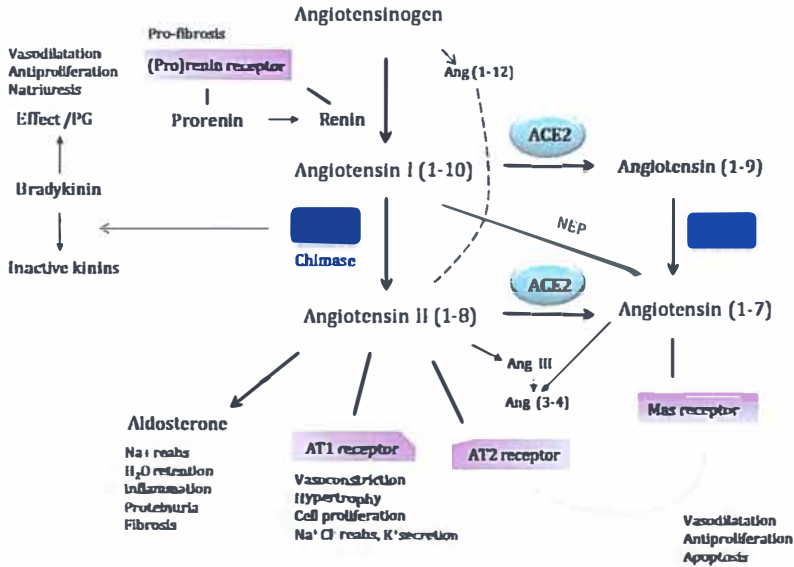 Angiotensinogen
Pro-fibrosis
(Pro)renin receptor
Vasodilatation
Antiproliferation
Natriuresis
Effect/PG
Ang (1-12)
Prorenin
Renin
ACE2
Angiotensin I (1-10)
Angiotensin (1-9)
Bradykinin
NEP
Chimase
Inactive kinins
ACE2
Angiotensin II (1-8)
Angiotensin (1-7)
Ang III
Ang (3-4)
Mas receptor
Aldosterone
Na+ reabs
H₂O retention
Inflammation
Proteinuria
Fibrosis
AT1 receptor
Vasoconstriction
Hypertrophy
Cell proliferation
Na⁺ Cl⁻ reabs, K⁺secretion
AT2 receptor
Vasodilatation
Antiproliferation
Apoptosis